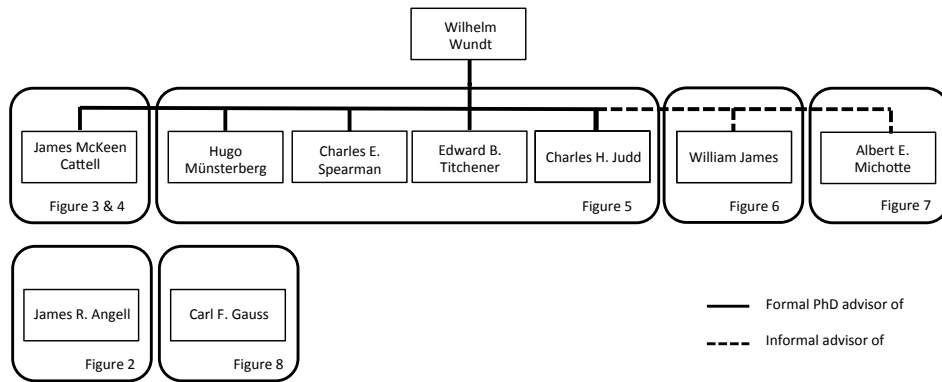 Wilhelm
Wundt
James McKeen
Cattell
Hugo
Münsterberg
Charles E.
Spearman
Edward B.
Titchener
Charles H. Judd
William James
Albert E.
Michotte
Figure 3 & 4
Figure 5
Figure 6
Figure 7
James R. Angell
Carl F. Gauss
Figure 2
Figure 8
Formal PhD advisor of
Informal advisor of